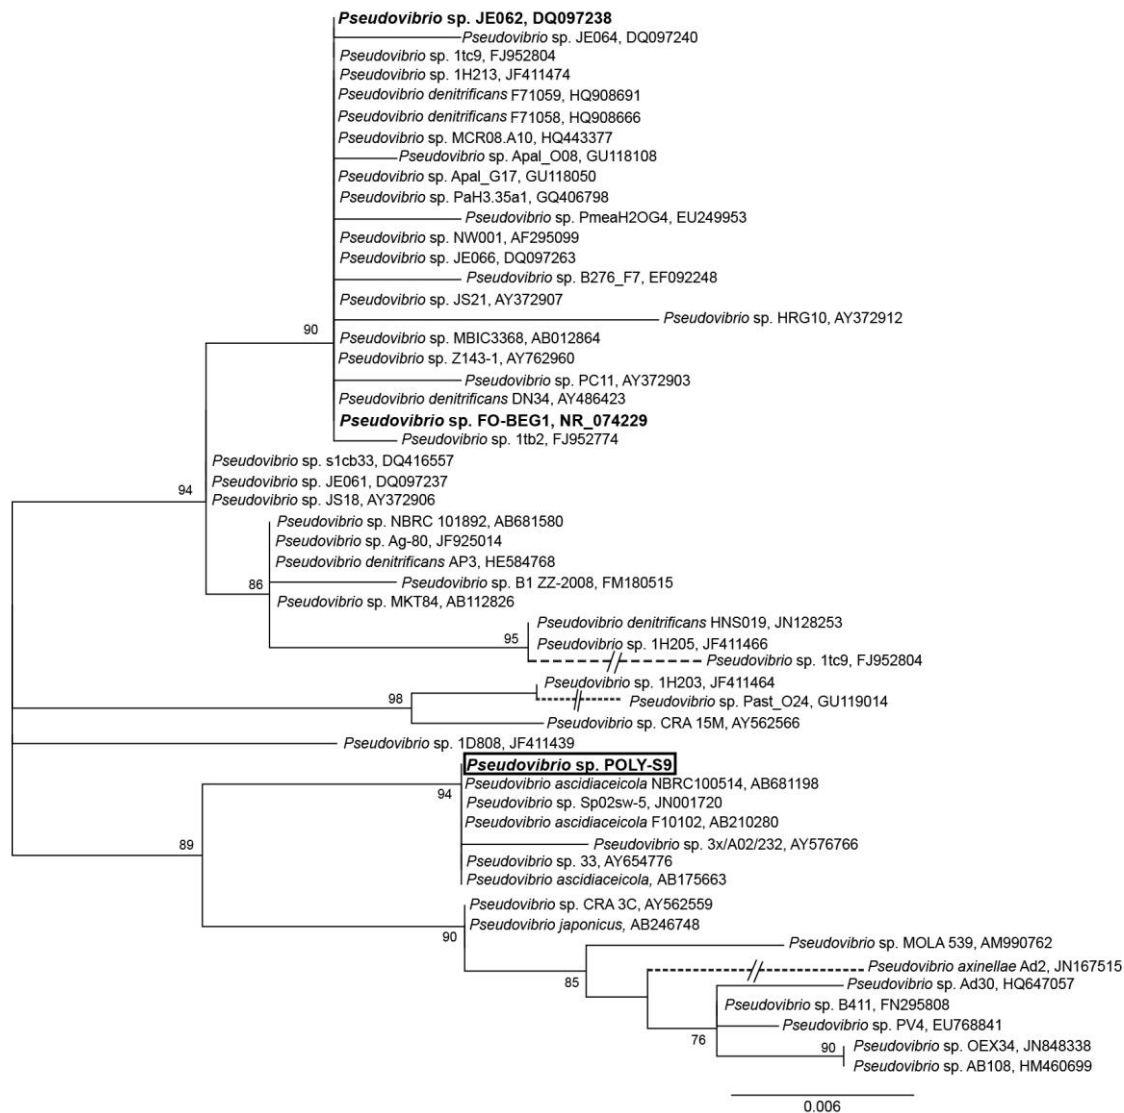 Pseudovibrio sp. JE062, DQ097238
Pseudovibrio sp. JE064, DQ097240
Pseudovibrio sp. 1tc9, FJ952804
Pseudovibrio sp. 1H213, JF411474
Pseudovibrio denitrificans F71059, HQ908691
Pseudovibrio denitrificans F71058, HQ908666
Pseudovibrio sp. MCR08.A10, HQ443377
Pseudovibrio sp. Apal_O08, GU118108
Pseudovibrio sp. Apal_G17, GU118050
Pseudovibrio sp. PaH3.35a1, GQ406798
Pseudovibrio sp. PmeaH2OG4, EU249953
Pseudovibrio sp. NW001, AF295099
Pseudovibrio sp. JE066, DQ097263
Pseudovibrio sp. B276_F7, EF092248
Pseudovibrio sp. JS21, AY372907
Pseudovibrio sp. HRG10, AY372912
90
Pseudovibrio sp. MBIC3368, AB012864
Pseudovibrio sp. Z143-1, AY762960
Pseudovibrio sp. PC11, AY372903
Pseudovibrio denitrificans DN34, AY486423
Pseudovibrio sp. FO-BEG1, NR_074229
Pseudovibrio sp. 1tb2, FJ952774
Pseudovibrio sp. s1cb33, DQ416557
Pseudovibrio sp. JE061, DQ097237
94
Pseudovibrio sp. JS18, AY372906
Pseudovibrio sp. NBRC 101892, AB681580
Pseudovibrio sp. Ag-80, JF925014
Pseudovibrio denitrificans AP3, HE584768
86
Pseudovibrio sp. B1 ZZ-2008, FM180515
Pseudovibrio sp. MKT84, AB112826
Pseudovibrio denitrificans HNS019, JN128253
95
Pseudovibrio sp. 1H205, JF411466
Pseudovibrio sp. 1tc9, FJ952804
Pseudovibrio sp. 1H203, JF411464
98
Pseudovibrio sp. Past_O24, GU119014
Pseudovibrio sp. CRA 15M, AY562566
Pseudovibrio sp. 1D808, JF411439
Pseudovibrio sp. POLY-S9
94
Pseudovibrio ascidiaceicola NBRC100514, AB681198
Pseudovibrio sp. Sp02sw-5, JN001720
Pseudovibrio ascidiaceicola F10102, AB210280
89
Pseudovibrio sp. 3x/A02/232, AY576766
Pseudovibrio sp. 33, AY654776
Pseudovibrio ascidiaceicola, AB175663
Pseudovibrio sp. CRA 3C, AY562559
Pseudovibrio japonicus, AB246748
90
Pseudovibrio sp. MOLA 539, AM990762
Pseudovibrio axinellae Ad2, JN167515
85
Pseudovibrio sp. Ad30, HQ647057
Pseudovibrio sp. B411, FN295808
Pseudovibrio sp. PV4, EU768841
76
90
Pseudovibrio sp. OEX34, JN848338
Pseudovibrio sp. AB108, HM460699
0.006